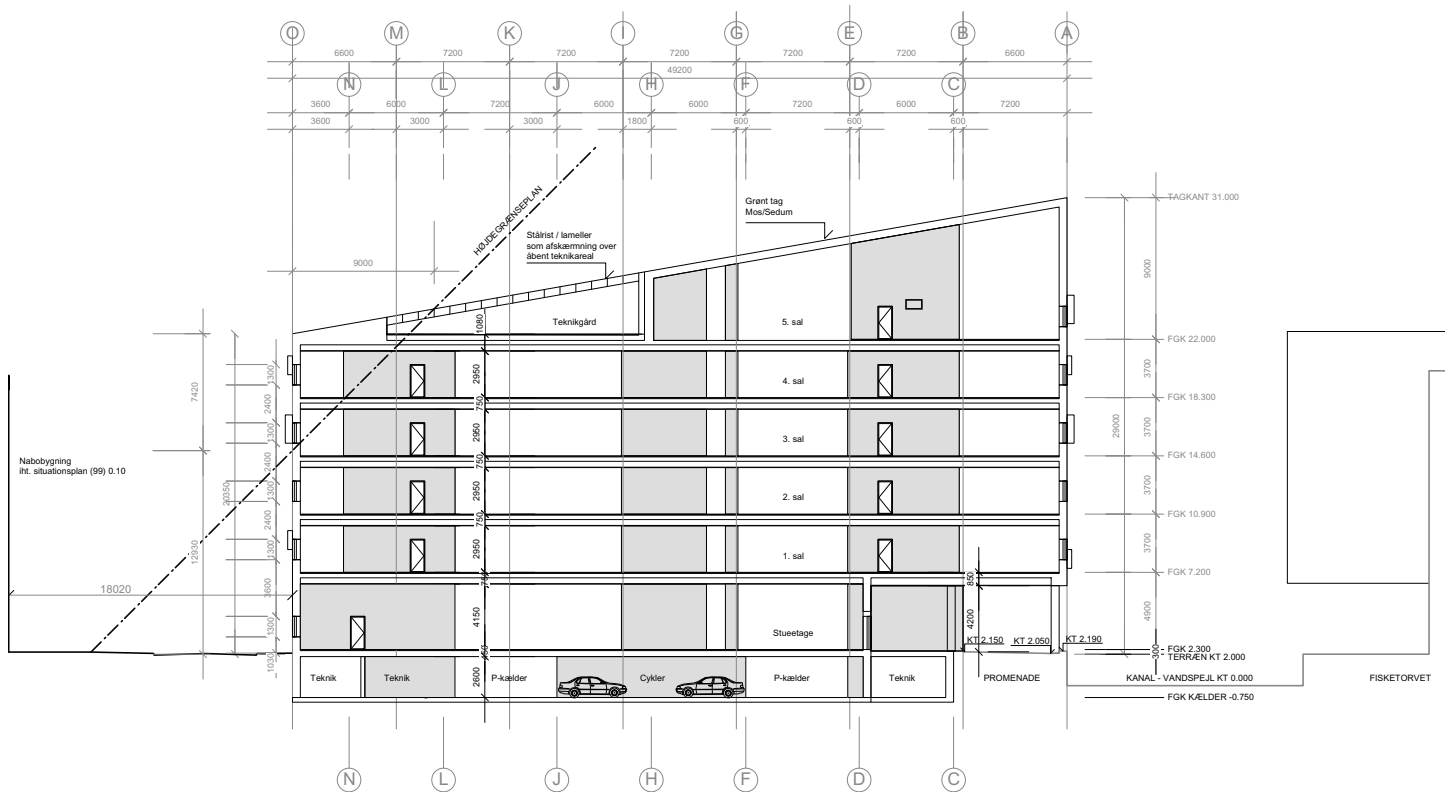 O M K I G E B A
6600 7200 7200 7200 7200 7200 6600
49200
N L J H F D C
3600 6000 7200 6000 6000 7200 6000 7200
3600 3000 3000 1800 600 600 600
HØJDEGRÆNSEPLAN
Grønt tag
Mos/Sedum
TAGKANT 31.000
Stålrist / lameller
som afskærmning over
åbent teknikareal
9000
9000
1080
Teknikgård
5. sal
FGK 22.000
7420
1300
2950
4. sal
3700
750
FGK 18.300
2400
1300
2950
3. sal
29000
3700
750
FGK 14.600
Nabobygning
iht. situationsplan (99) 0.10
2400
20350
1300
2950
2. sal
3700
750
FGK 10.900
2400
12930
1300
2950
1. sal
3700
750
850
FGK 7.200
18020
3600
1300
4150
Stueetage
4200
4900
KT 2.150 KT 2.050 KT 2.190
FGK 2.300
300
TERRÆN KT 2.000
1030
450
2600
Teknik Teknik P-kælder Cykler P-kælder Teknik PROMENADE KANAL - VANDSPEJL KT 0.000 FISKETORVET
FGK KÆLDER -0.750
N L J H F D C